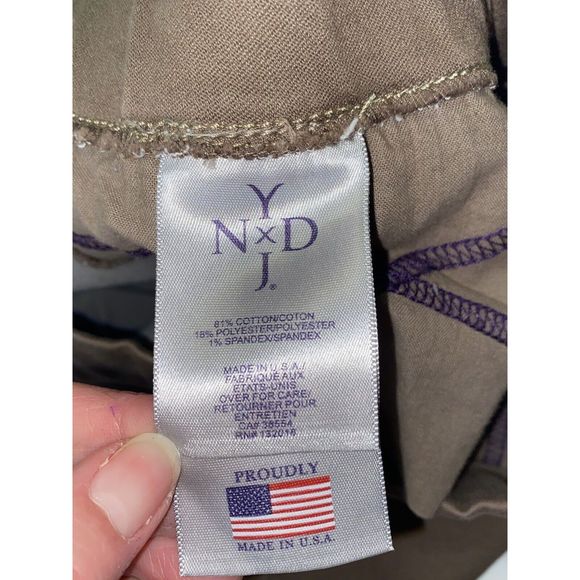 Y
N x D
J®
81% COTTON/COTON
18% POLYESTER/POLYESTER
1% SPANDEX/SPANDEX
MADE IN U.S.A./
FABRIQUÉ AUX
ETATS-UNIS
OVER FOR CARE/
RETOURNER POUR
ENTRETIEN
CA# 38554
RN# 132016
PROUDLY
MADE IN U.S.A.